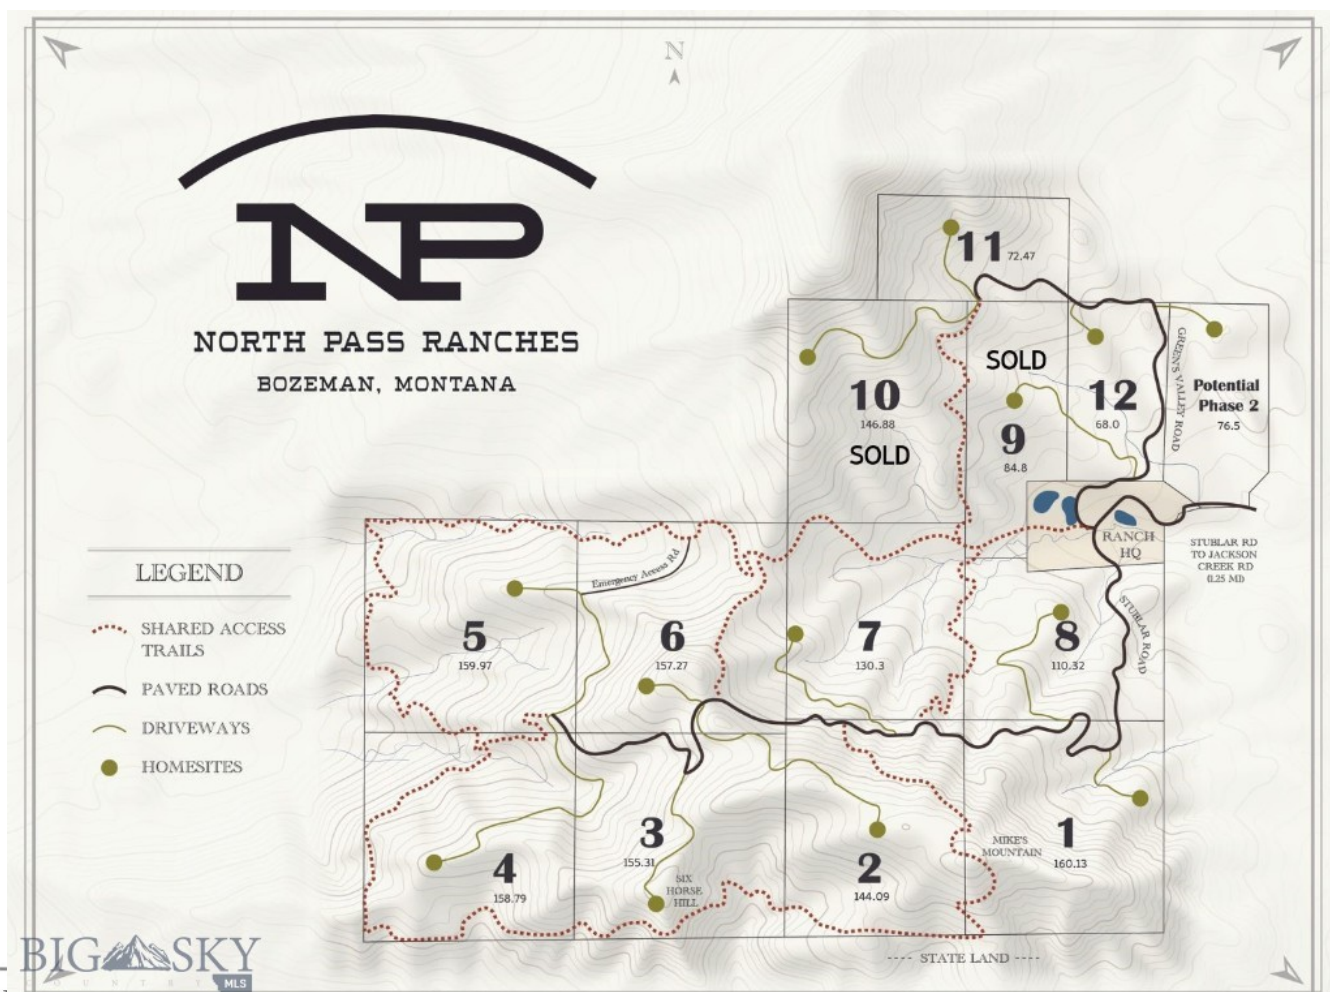 N
NP
NORTH PASS RANCHES
BOZEMAN, MONTANA
11 72.47
SOLD
10
146.88
SOLD
9
84.8
12
68.0
GREEN'S VALLEY ROAD
Potential
Phase 2
76.5
RANCH
HQ
STUBLAR RD
TO JACKSON
CREEK RD
(1.25 MI)
LEGEND
SHARED ACCESS
TRAILS
PAVED ROADS
DRIVEWAYS
HOMESITES
Emergency Access Rd
5
159.97
6
157.27
7
130.3
8
110.32
STUBLAR ROAD
4
158.79
3
155.31
SIX
HORSE
HILL
2
144.09
MIKE'S
MOUNTAIN
1
160.13
STATE LAND
BIG SKY
COUNTRY
MLS